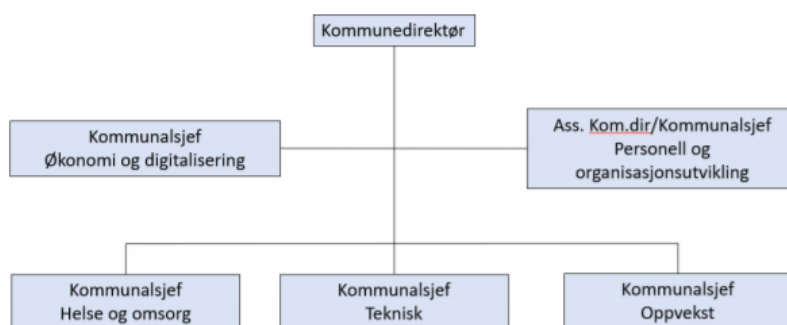 Kommunedirektør
Kommunalsjef
Økonomi og digitalisering
Ass. Kom.dir/Kommunalsjef
Personell og
organisasjonsutvikling
Kommunalsjef
Helse og omsorg
Kommunalsjef
Teknisk
Kommunalsjef
Oppvekst